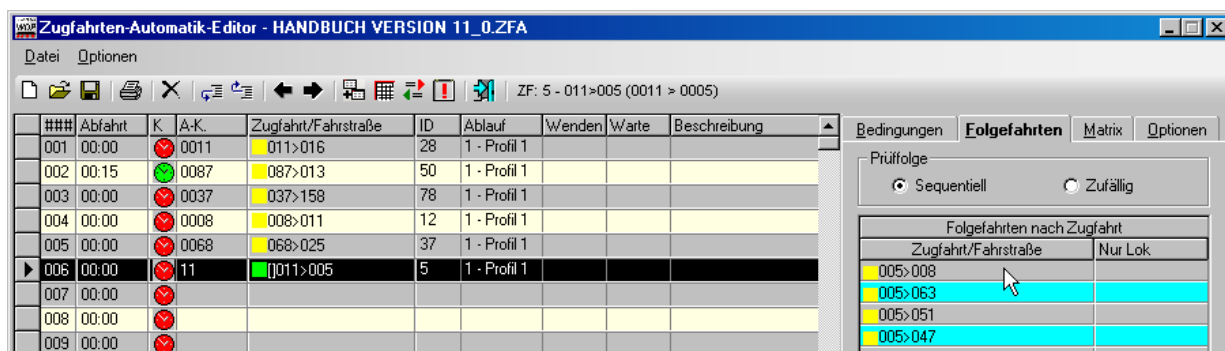 Zugfahrten-Automatik-Editor - HANDBUCH VERSION 11_0.ZFA
Datei Optionen
ZF: 5 - 011>005 (0011 > 0005)
### Abfahrt K A-K. Zugfahrt/Fahrstraße ID Ablauf Wenden Warte Beschreibung
001 00:00 0011 011>016 28 1 - Profil 1
002 00:15 0087 087>013 50 1 - Profil 1
003 00:00 0037 037>158 78 1 - Profil 1
004 00:00 0008 008>011 12 1 - Profil 1
005 00:00 0068 068>025 37 1 - Profil 1
006 00:00 11 []011>005 5 1 - Profil 1
007 00:00
008 00:00
009 00:00
Bedingungen Folgefahrten Matrix Optionen
Prüffolge
Sequentiell Zufällig
Folgefahrten nach Zugfahrt
Zugfahrt/Fahrstraße Nur Lok
005>008
005>063
005>051
005>047